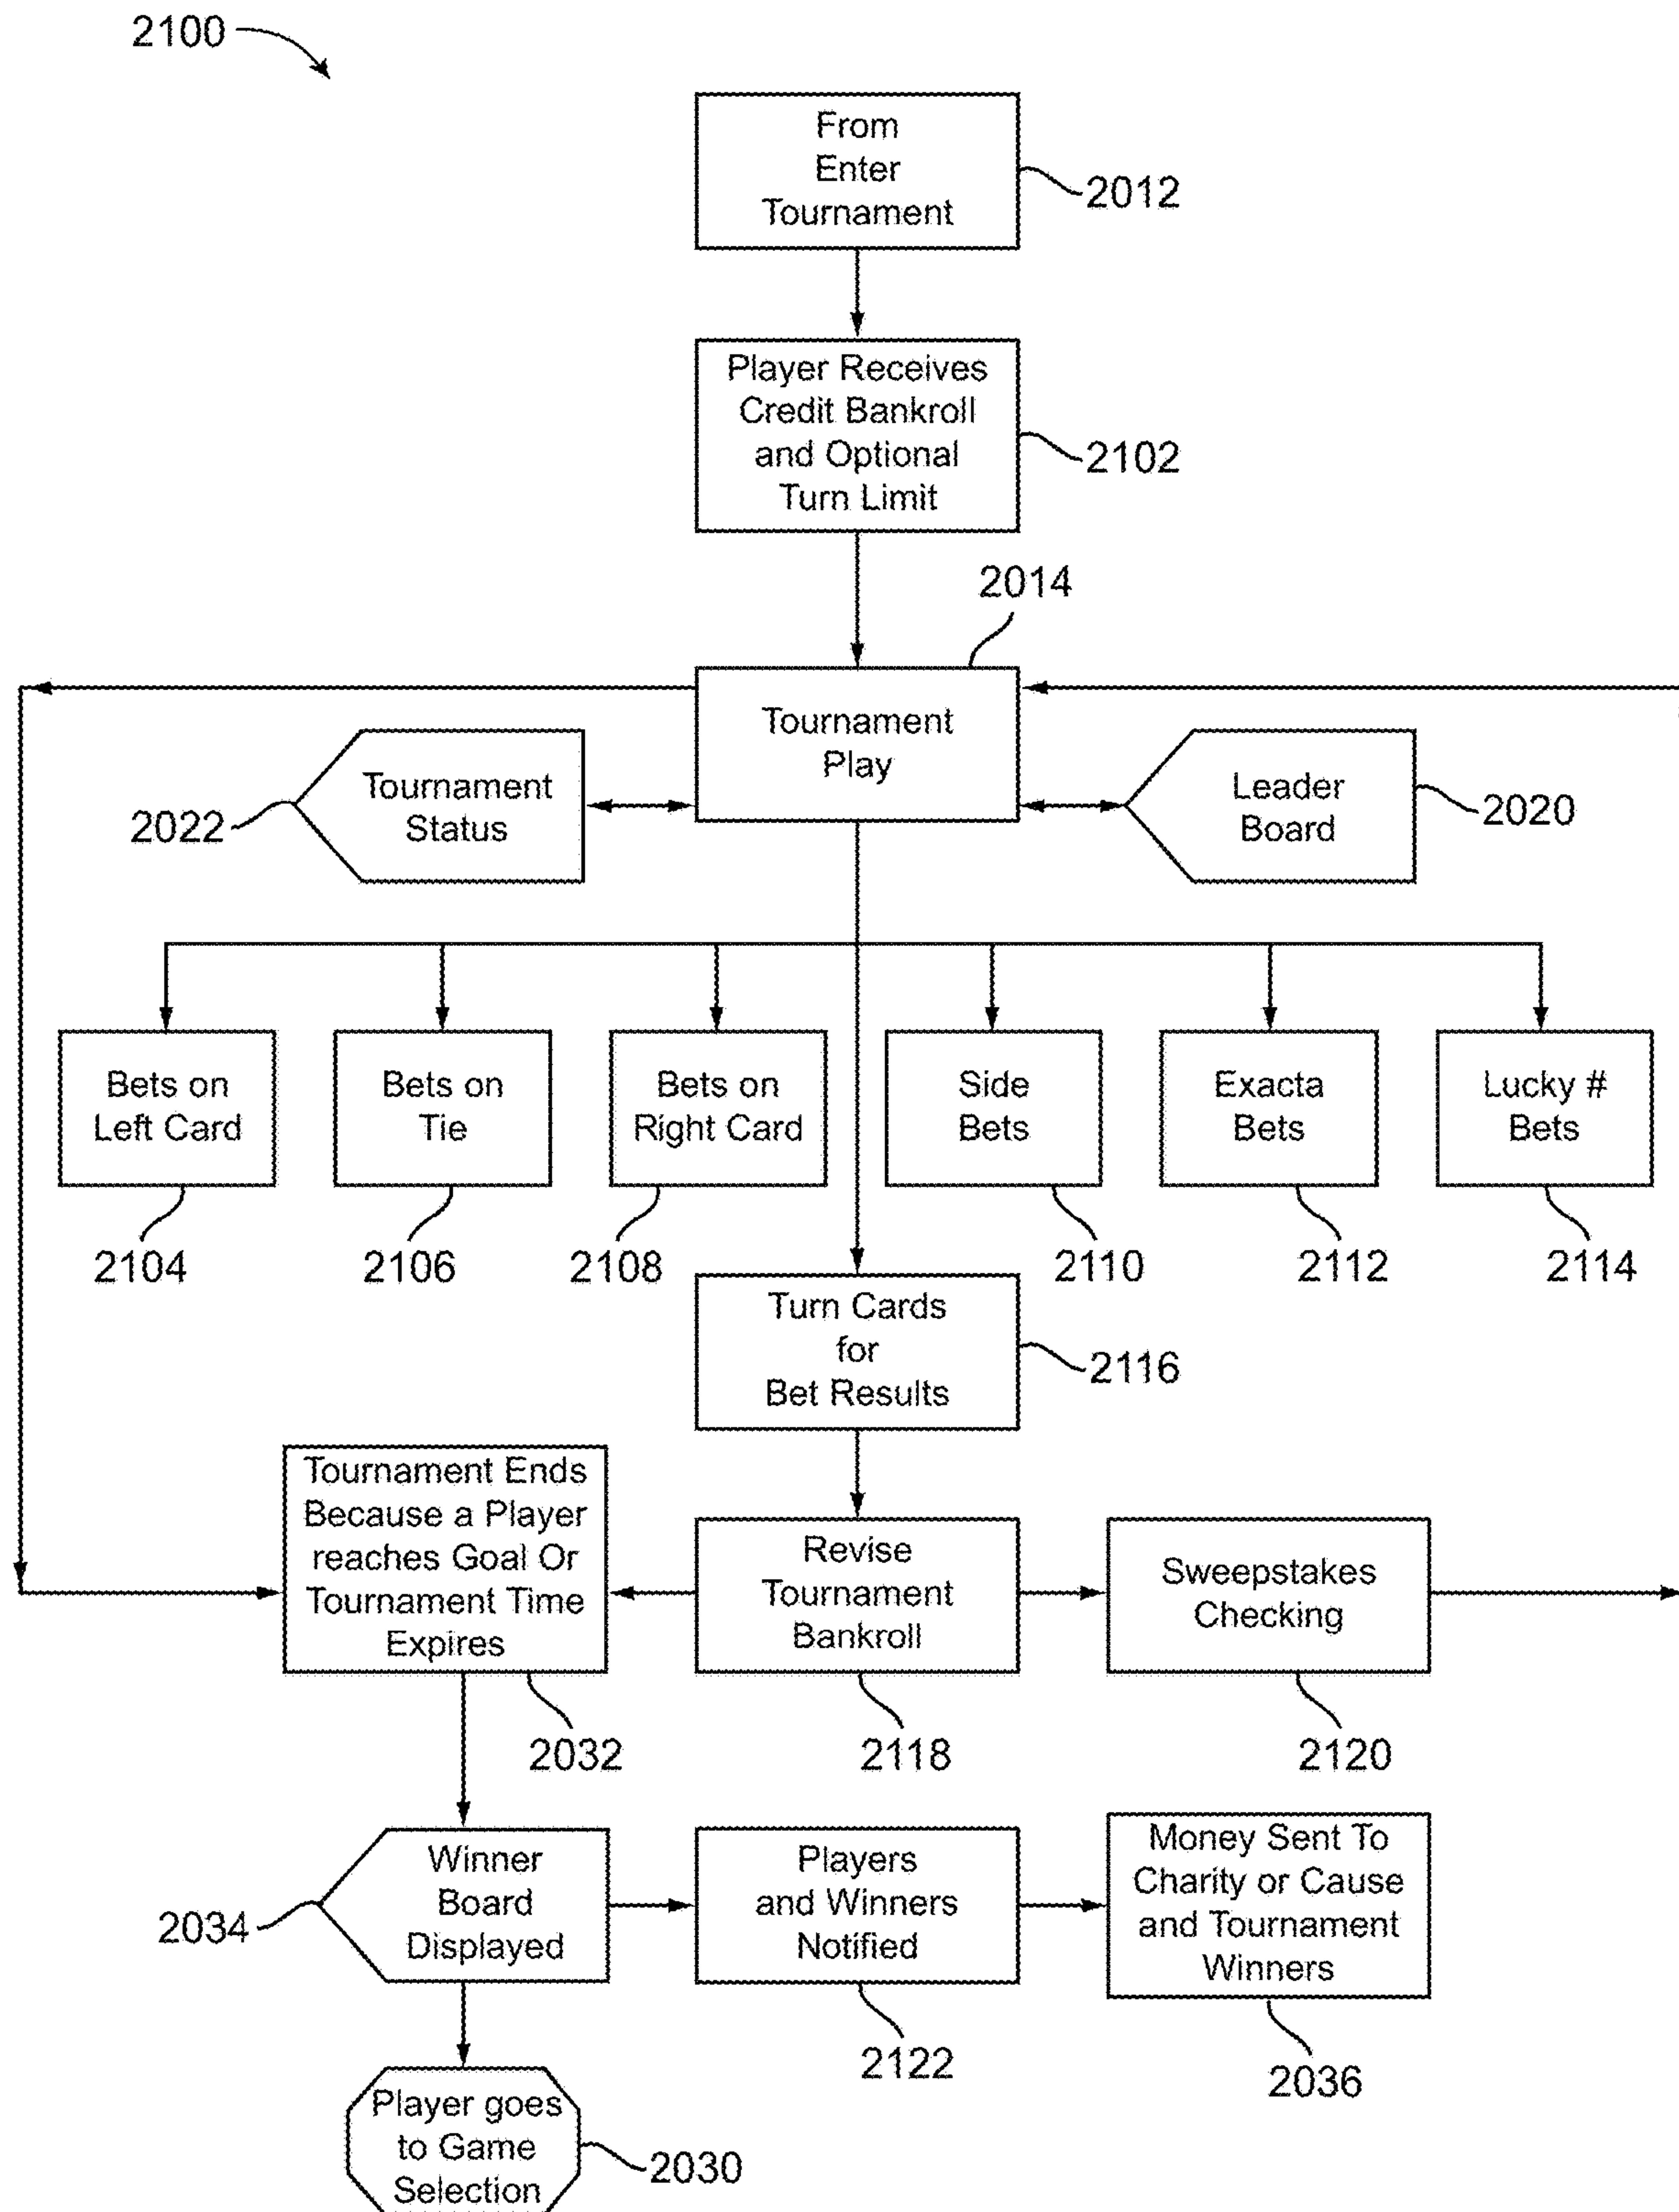 2100
From
Enter
Tournament
2012
Player Receives
Credit Bankroll
and Optional
Turn Limit
2102
2014
Tournament
Play
Tournament
Status
2022
Leader
Board
2020
Bets on
Left Card
2104
Bets on
Tie
2106
Bets on
Right Card
2108
Side
Bets
2110
Exacta
Bets
2112
Lucky #
Bets
2114
Turn Cards
for
Bet Results
2116
Tournament Ends
Because a Player
reaches Goal Or
Tournament Time
Expires
2032
Revise
Tournament
Bankroll
2118
Sweepstakes
Checking
2120
Winner
Board
Displayed
2034
Players
and Winners
Notified
2122
Money Sent To
Charity or Cause
and Tournament
Winners
2036
Player goes
to Game
Selection
2030